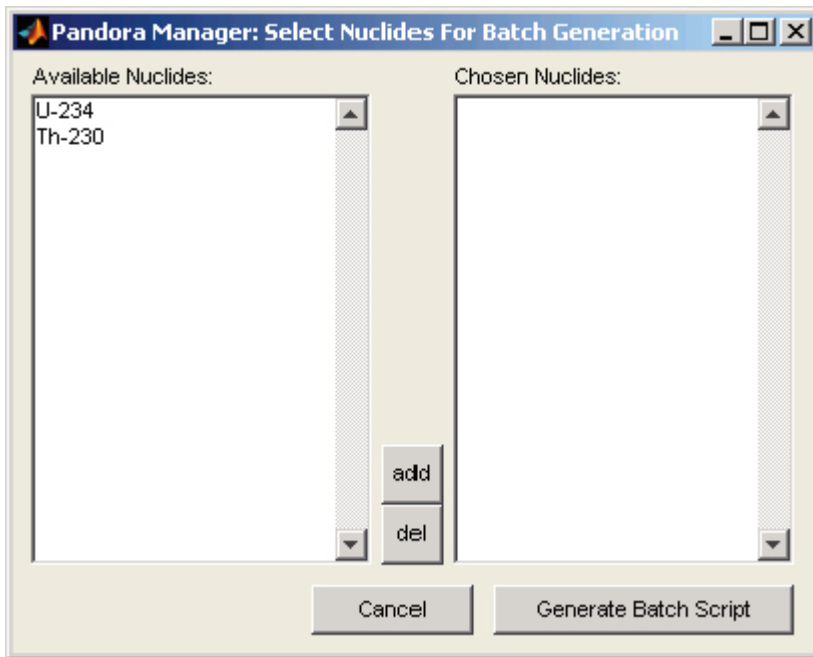 Pandora Manager: Select Nuclides For Batch Generation
Available Nuclides:
Chosen Nuclides:
U-234
Th-230
add
del
Cancel
Generate Batch Script